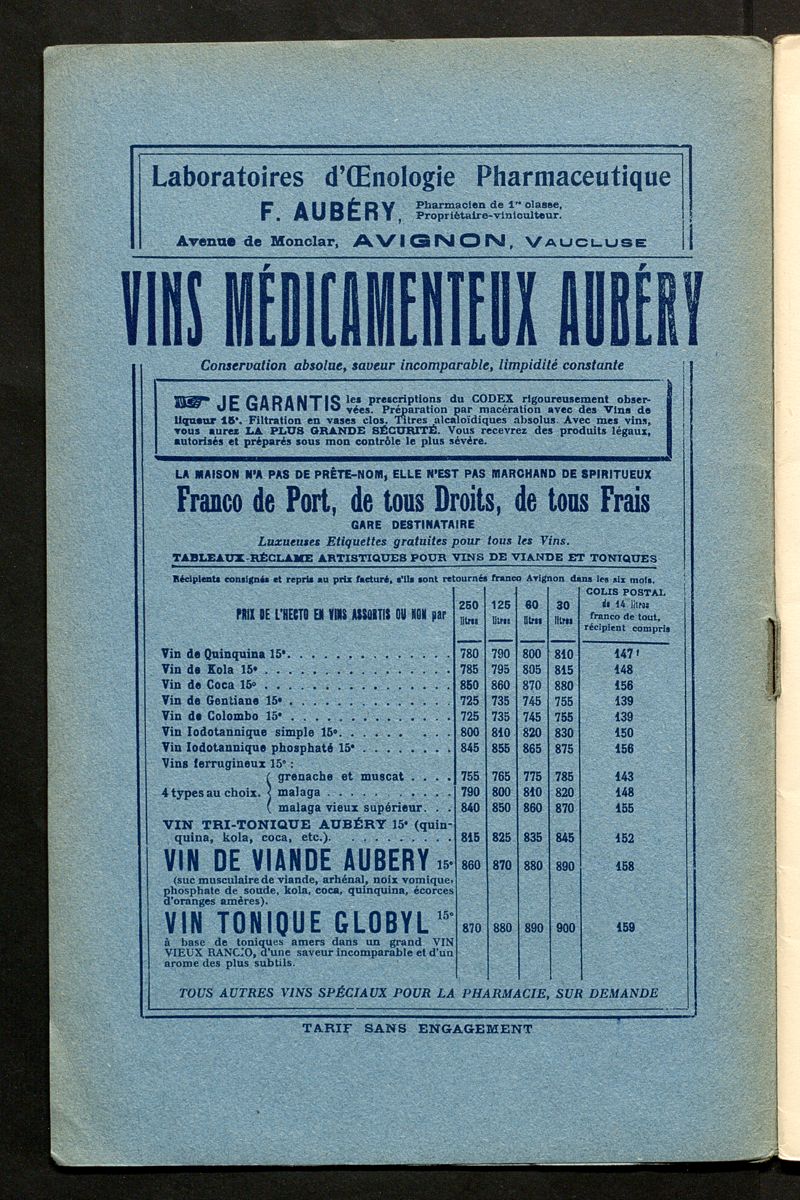 Laboratoires d'Œnologie Pharmaceutique
F. AUBÉRY, Pharmacien de 1re classe,
Propriétaire-viniculteur.
Avenue de Monclar, AVIGNON, VAUCLUSE
VINS MÉDICAMENTEUX AUBÉRY
Conservation absolue, saveur incomparable, limpidité constante
JE GARANTIS les prescriptions du CODEX rigoureusement obser-
vées. Préparation par macération avec des Vins de
liqueur 15°. Filtration en vases clos. Titres alcaloïdiques absolus. Avec mes vins,
vous aurez LA PLUS GRANDE SÉCURITÉ. Vous recevrez des produits légaux,
autorisés et préparés sous mon contrôle le plus sévère.
LA MAISON N'A PAS DE PRÊTE-NOM, ELLE N'EST PAS MARCHAND DE SPIRITUEUX
Franco de Port, de tous Droits, de tous Frais
GARE DESTINATAIRE
Luxueuses Etiquettes gratuites pour tous les Vins.
TABLEAUX-RÉCLAME ARTISTIQUES POUR VINS DE VIANDE ET TONIQUES
Récipients consignés et repris au prix facturé, s'ils sont retournés franco Avignon dans les six mois.
PRIX DE L'HECTO EN VINS ASSORTIS OU NON par 250 litres 125 litres 60 litres 30 litres COLIS POSTAL
de 14 litres
franco de tout,
récipient compris
Vin de Quinquina 15°. . . . . . . . . . . . . . 780 790 800 810 147 f
Vin de Kola 15° . . . . . . . . . . . . . . . . 785 795 805 815 148
Vin de Coca 15° . . . . . . . . . . . . . . . . 850 860 870 880 156
Vin de Gentiane 15° . . . . . . . . . . . . . . 725 735 745 755 139
Vin de Colombo 15° . . . . . . . . . . . . . . 725 735 745 755 139
Vin Iodotannique simple 15°. . . . . . . . . 800 810 820 830 150
Vin Iodotannique phosphaté 15° . . . . . . . . 845 855 865 875 156
Vins ferrugineux 15° :
grenache et muscat . . . . 755 765 775 785 143
4 types au choix. malaga . . . . . . . . . . . 790 800 810 820 148
malaga vieux supérieur. . . 840 850 860 870 155
VIN TRI-TONIQUE AUBÉRY 15° (quin-
quina, kola, coca, etc.). . . . . . . . . . 815 825 835 845 152
VIN DE VIANDE AUBERY 15° 860 870 880 890 158
(suc musculaire de viande, arhénal, noix vomique,
phosphate de soude, kola, coca, quinquina, écorces
d'oranges amères).
VIN TONIQUE GLOBYL 15° 870 880 890 900 159
à base de toniques amers dans un grand VIN
VIEUX RANCIO, d'une saveur incomparable et d'un
arome des plus subtils.
TOUS AUTRES VINS SPÉCIAUX POUR LA PHARMACIE, SUR DEMANDE
TARIF SANS ENGAGEMENT